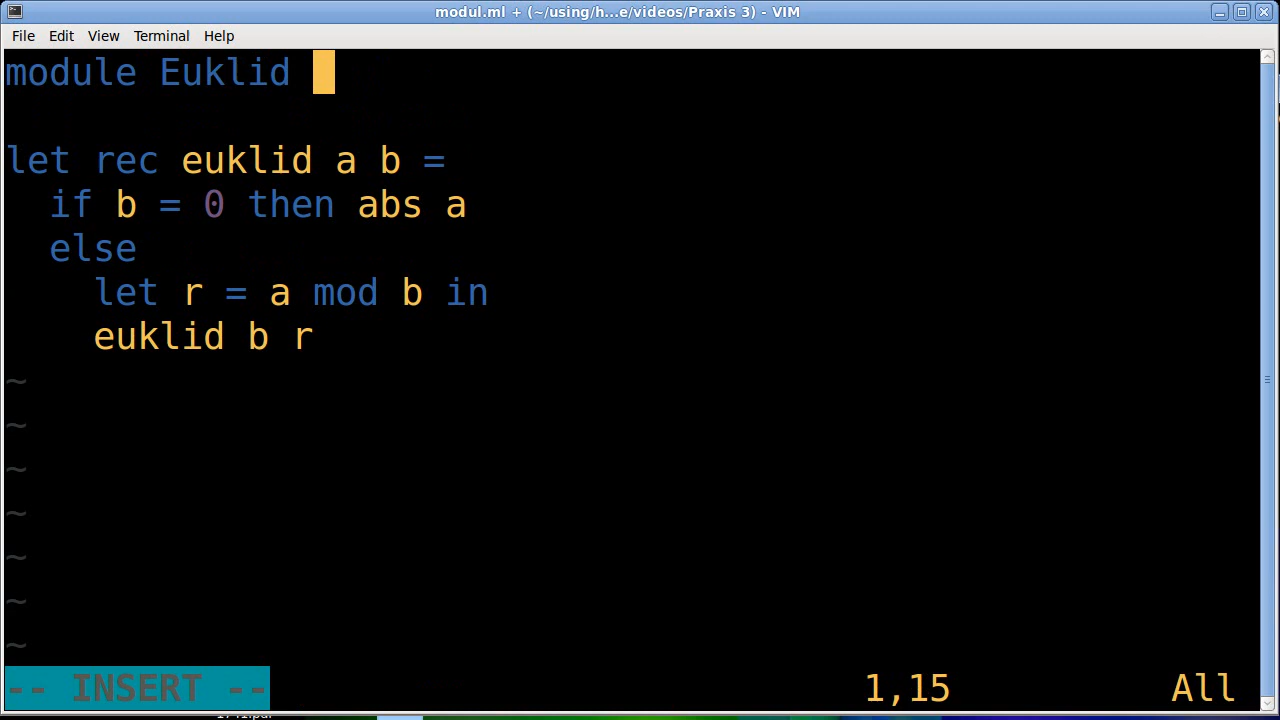 modul.ml + (~/using/h...e/videos/Praxis 3) - VIM
File Edit View Terminal Help
module Euklid
let rec euklid a b =
if b = 0 then abs a
else
let r = a mod b in
euklid b r
~
~
~
~
~
~
~
-- INSERT -- 1,15 All